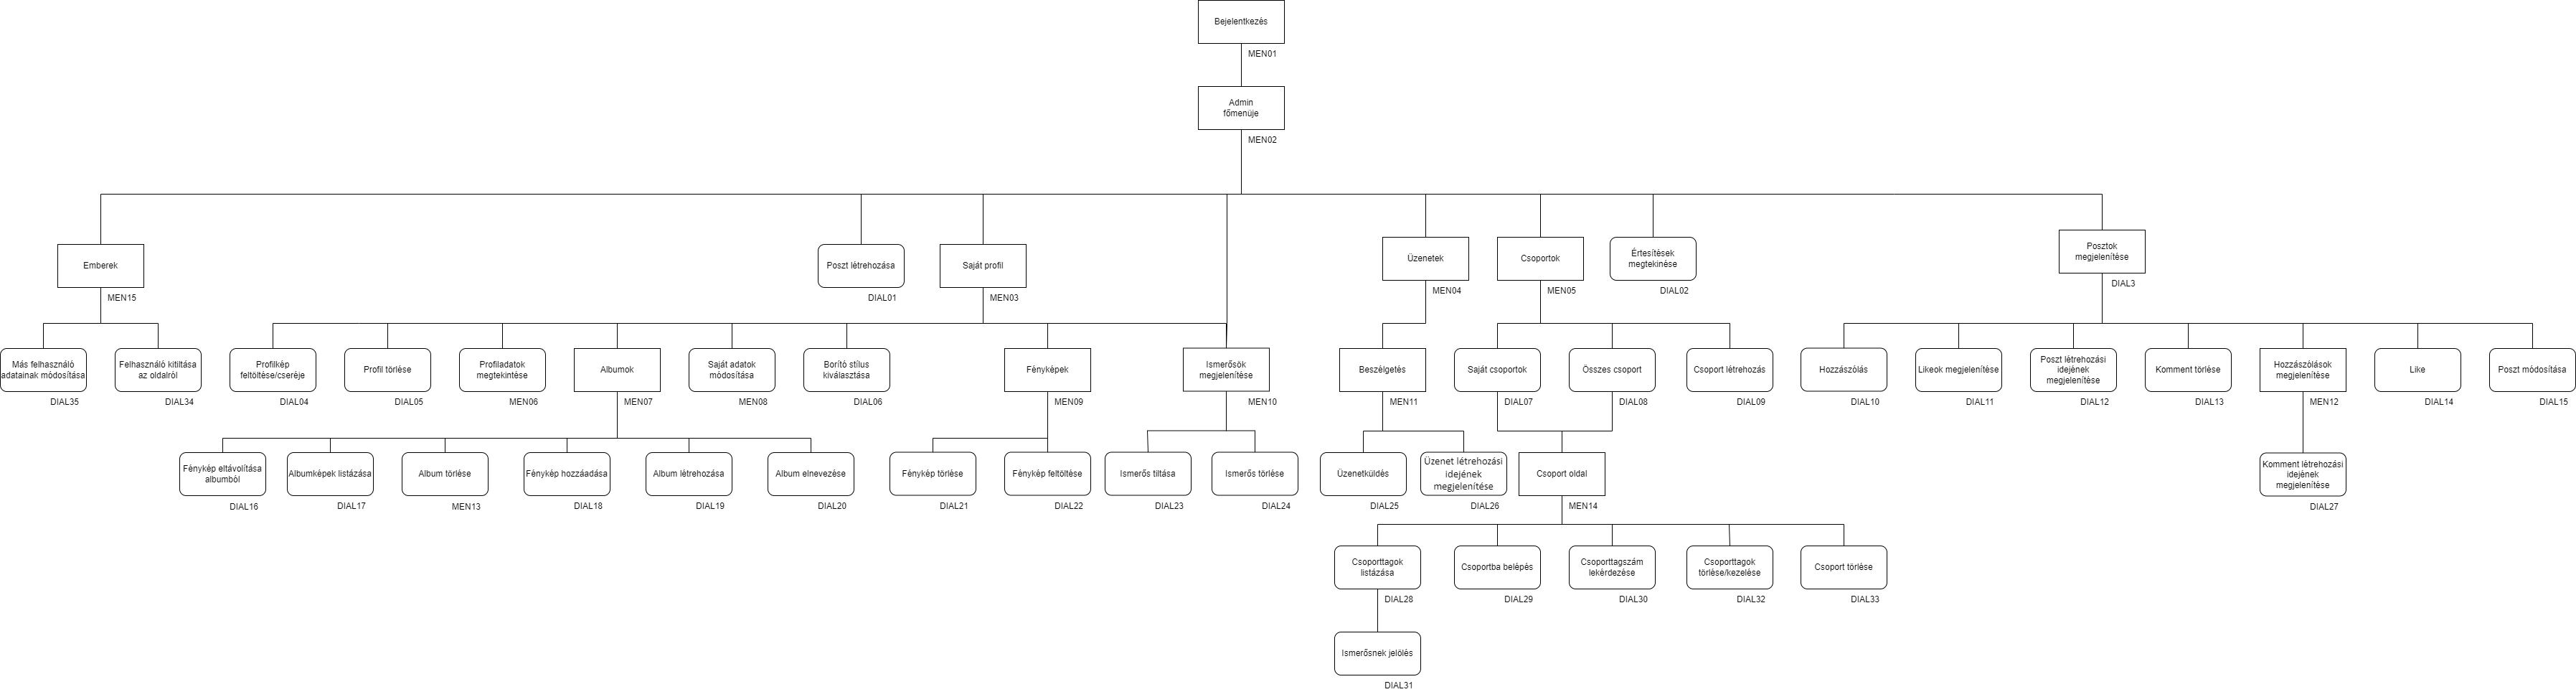 Bejelentkezés
MEN01
Admin
főmenüje
MEN02
Emberek
MEN15
Poszt létrehozása
DIAL01
Saját profil
MEN03
Üzenetek
MEN04
Csoportok
MEN05
Értesítések
megtekinése
DIAL02
Posztok
megjelenítése
DIAL3
Más felhasználó
adatainak módosítása
DIAL35
Felhasználó kitiltása
az oldalról
DIAL34
Profilkép
feltöltése/cseréje
DIAL04
Profil törlése
DIAL05
Profiladatok
megtekintése
MEN06
Albumok
MEN07
Saját adatok
módosítása
MEN08
Borító stílus
kiválasztása
DIAL06
Fényképek
MEN09
Ismerősök
megjelenítése
MEN10
Beszélgetés
MEN11
Saját csoportok
DIAL07
Összes csoport
DIAL08
Csoport létrehozás
DIAL09
Hozzászólás
DIAL10
Likeok megjelenítése
DIAL11
Poszt létrehozási
idejének
megjelenítése
DIAL12
Komment törlése
DIAL13
Hozzászólások
megjelenítése
MEN12
Like
DIAL14
Poszt módosítása
DIAL15
Fénykép eltávolítása
albumból
DIAL16
Albumképek listázása
DIAL17
Album törlése
MEN13
Fénykép hozzáadása
DIAL18
Album létrehozása
DIAL19
Album elnevezése
DIAL20
Fénykép törlése
DIAL21
Fénykép feltöltése
DIAL22
Ismerős tiltása
DIAL23
Ismerős törlése
DIAL24
Üzenetküldés
DIAL25
Üzenet létrehozási
idejének
megjelenítése
DIAL26
Csoport oldal
MEN14
Komment létrehozási
idejének
megjelenítése
DIAL27
Csoporttagok
listázása
DIAL28
Csoportba belépés
DIAL29
Csoporttagszám
lekérdezése
DIAL30
Csoporttagok
törlése/kezelése
DIAL32
Csoport törlése
DIAL33
Ismerősnek jelölés
DIAL31